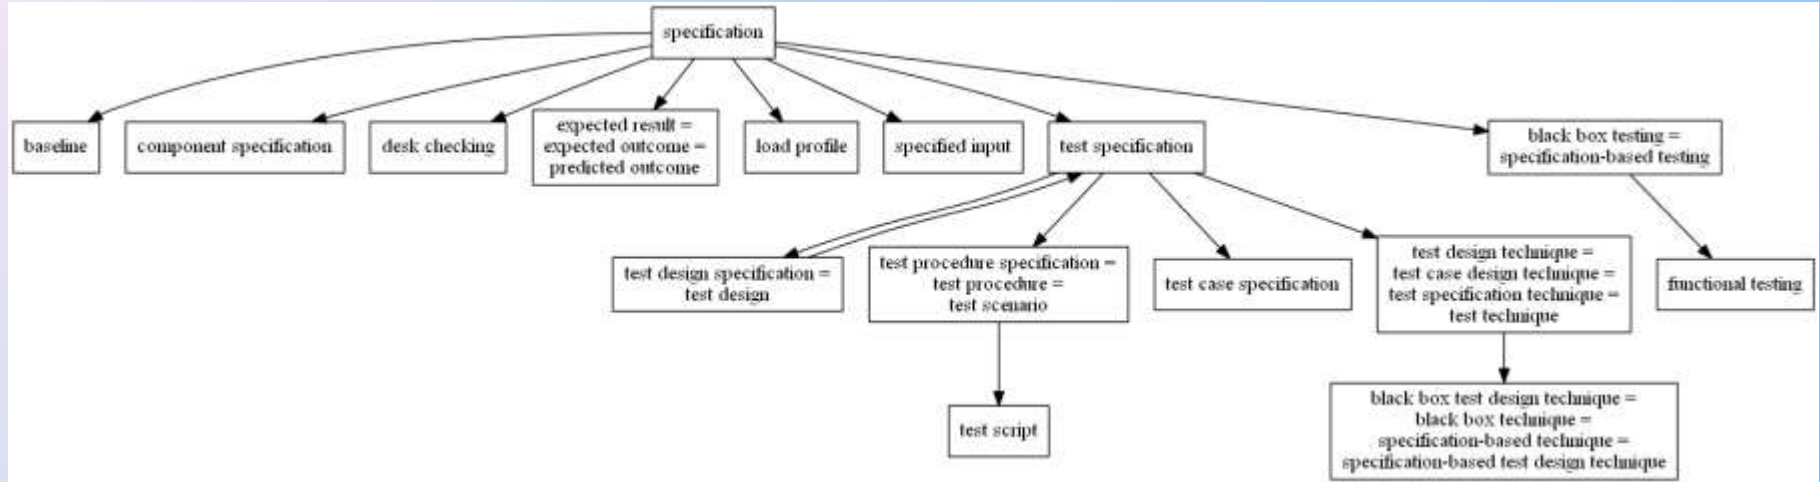 specification
baseline
component specification
desk checking
expected result =
expected outcome =
predicted outcome
load profile
specified input
test specification
black box testing =
specification-based testing
test design specification =
test design
test procedure specification =
test procedure =
test scenario
test case specification
test design technique =
test case design technique =
test specification technique =
test technique
functional testing
test script
black box test design technique =
black box technique =
specification-based technique =
specification-based test design technique